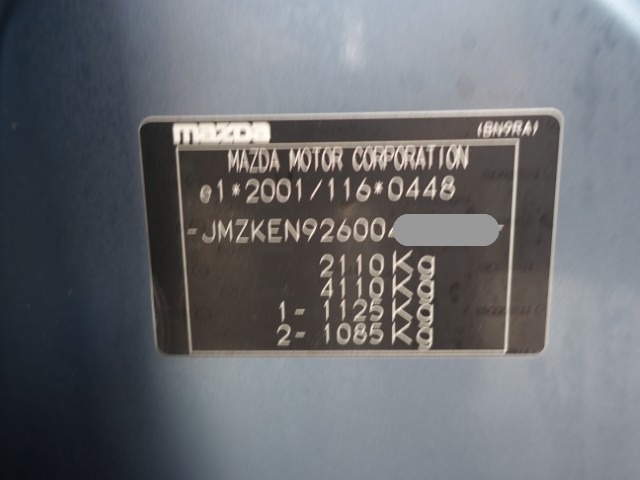 mazda (BN9RA)
MAZDA MOTOR CORPORATION
e1*2001/116*0448
-JMZKEN92600
2110Kg
4110Kg
1- 1125Kg
2- 1085Kg